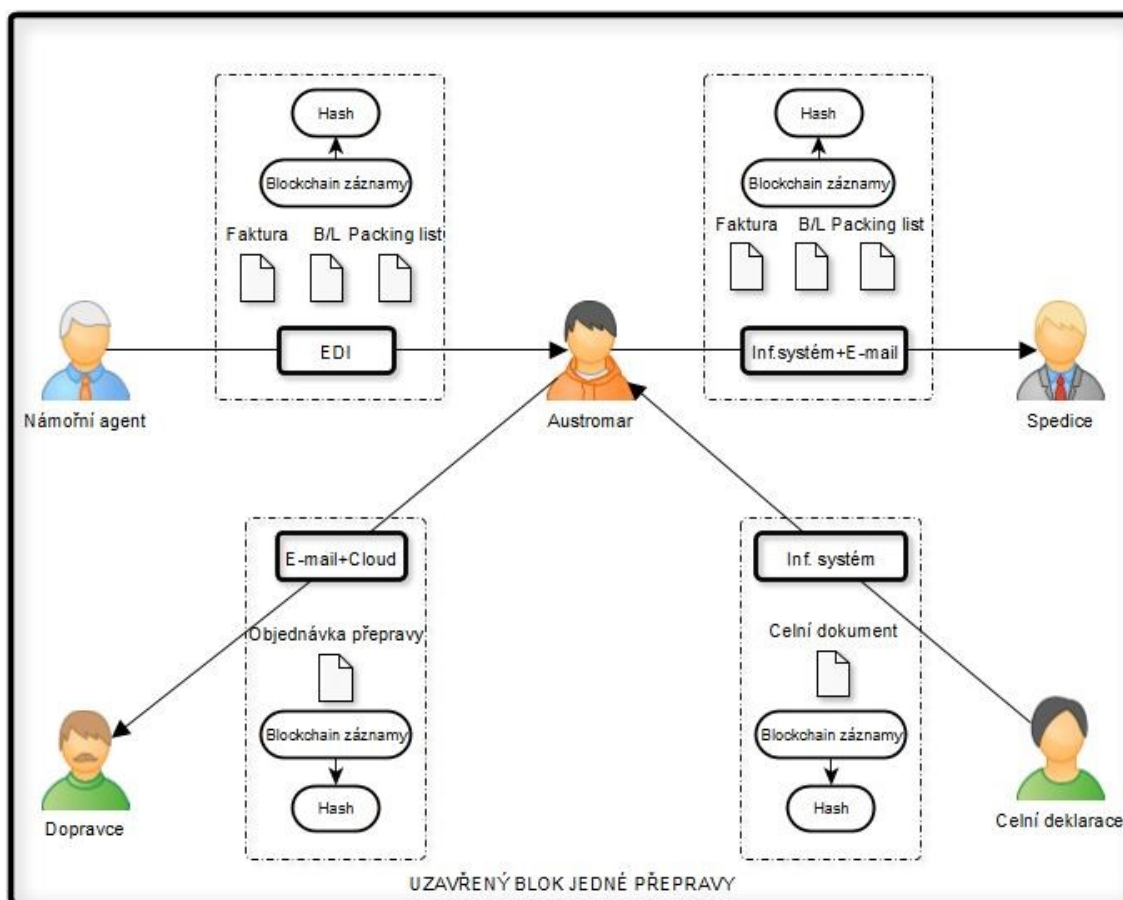 Hash
Blockchain záznamy
Faktura B/L Packing list
EDI
Hash
Blockchain záznamy
Faktura B/L Packing list
Inf.systém+E-mail
Námořní agent
Austromar
Spedice
E-mail+Cloud
Objednávka přepravy
Blockchain záznamy
Hash
Inf. systém
Celní dokument
Blockchain záznamy
Hash
Dopravce
Celní deklarace
UZAVŘENÝ BLOK JEDNÉ PŘEPRAVY